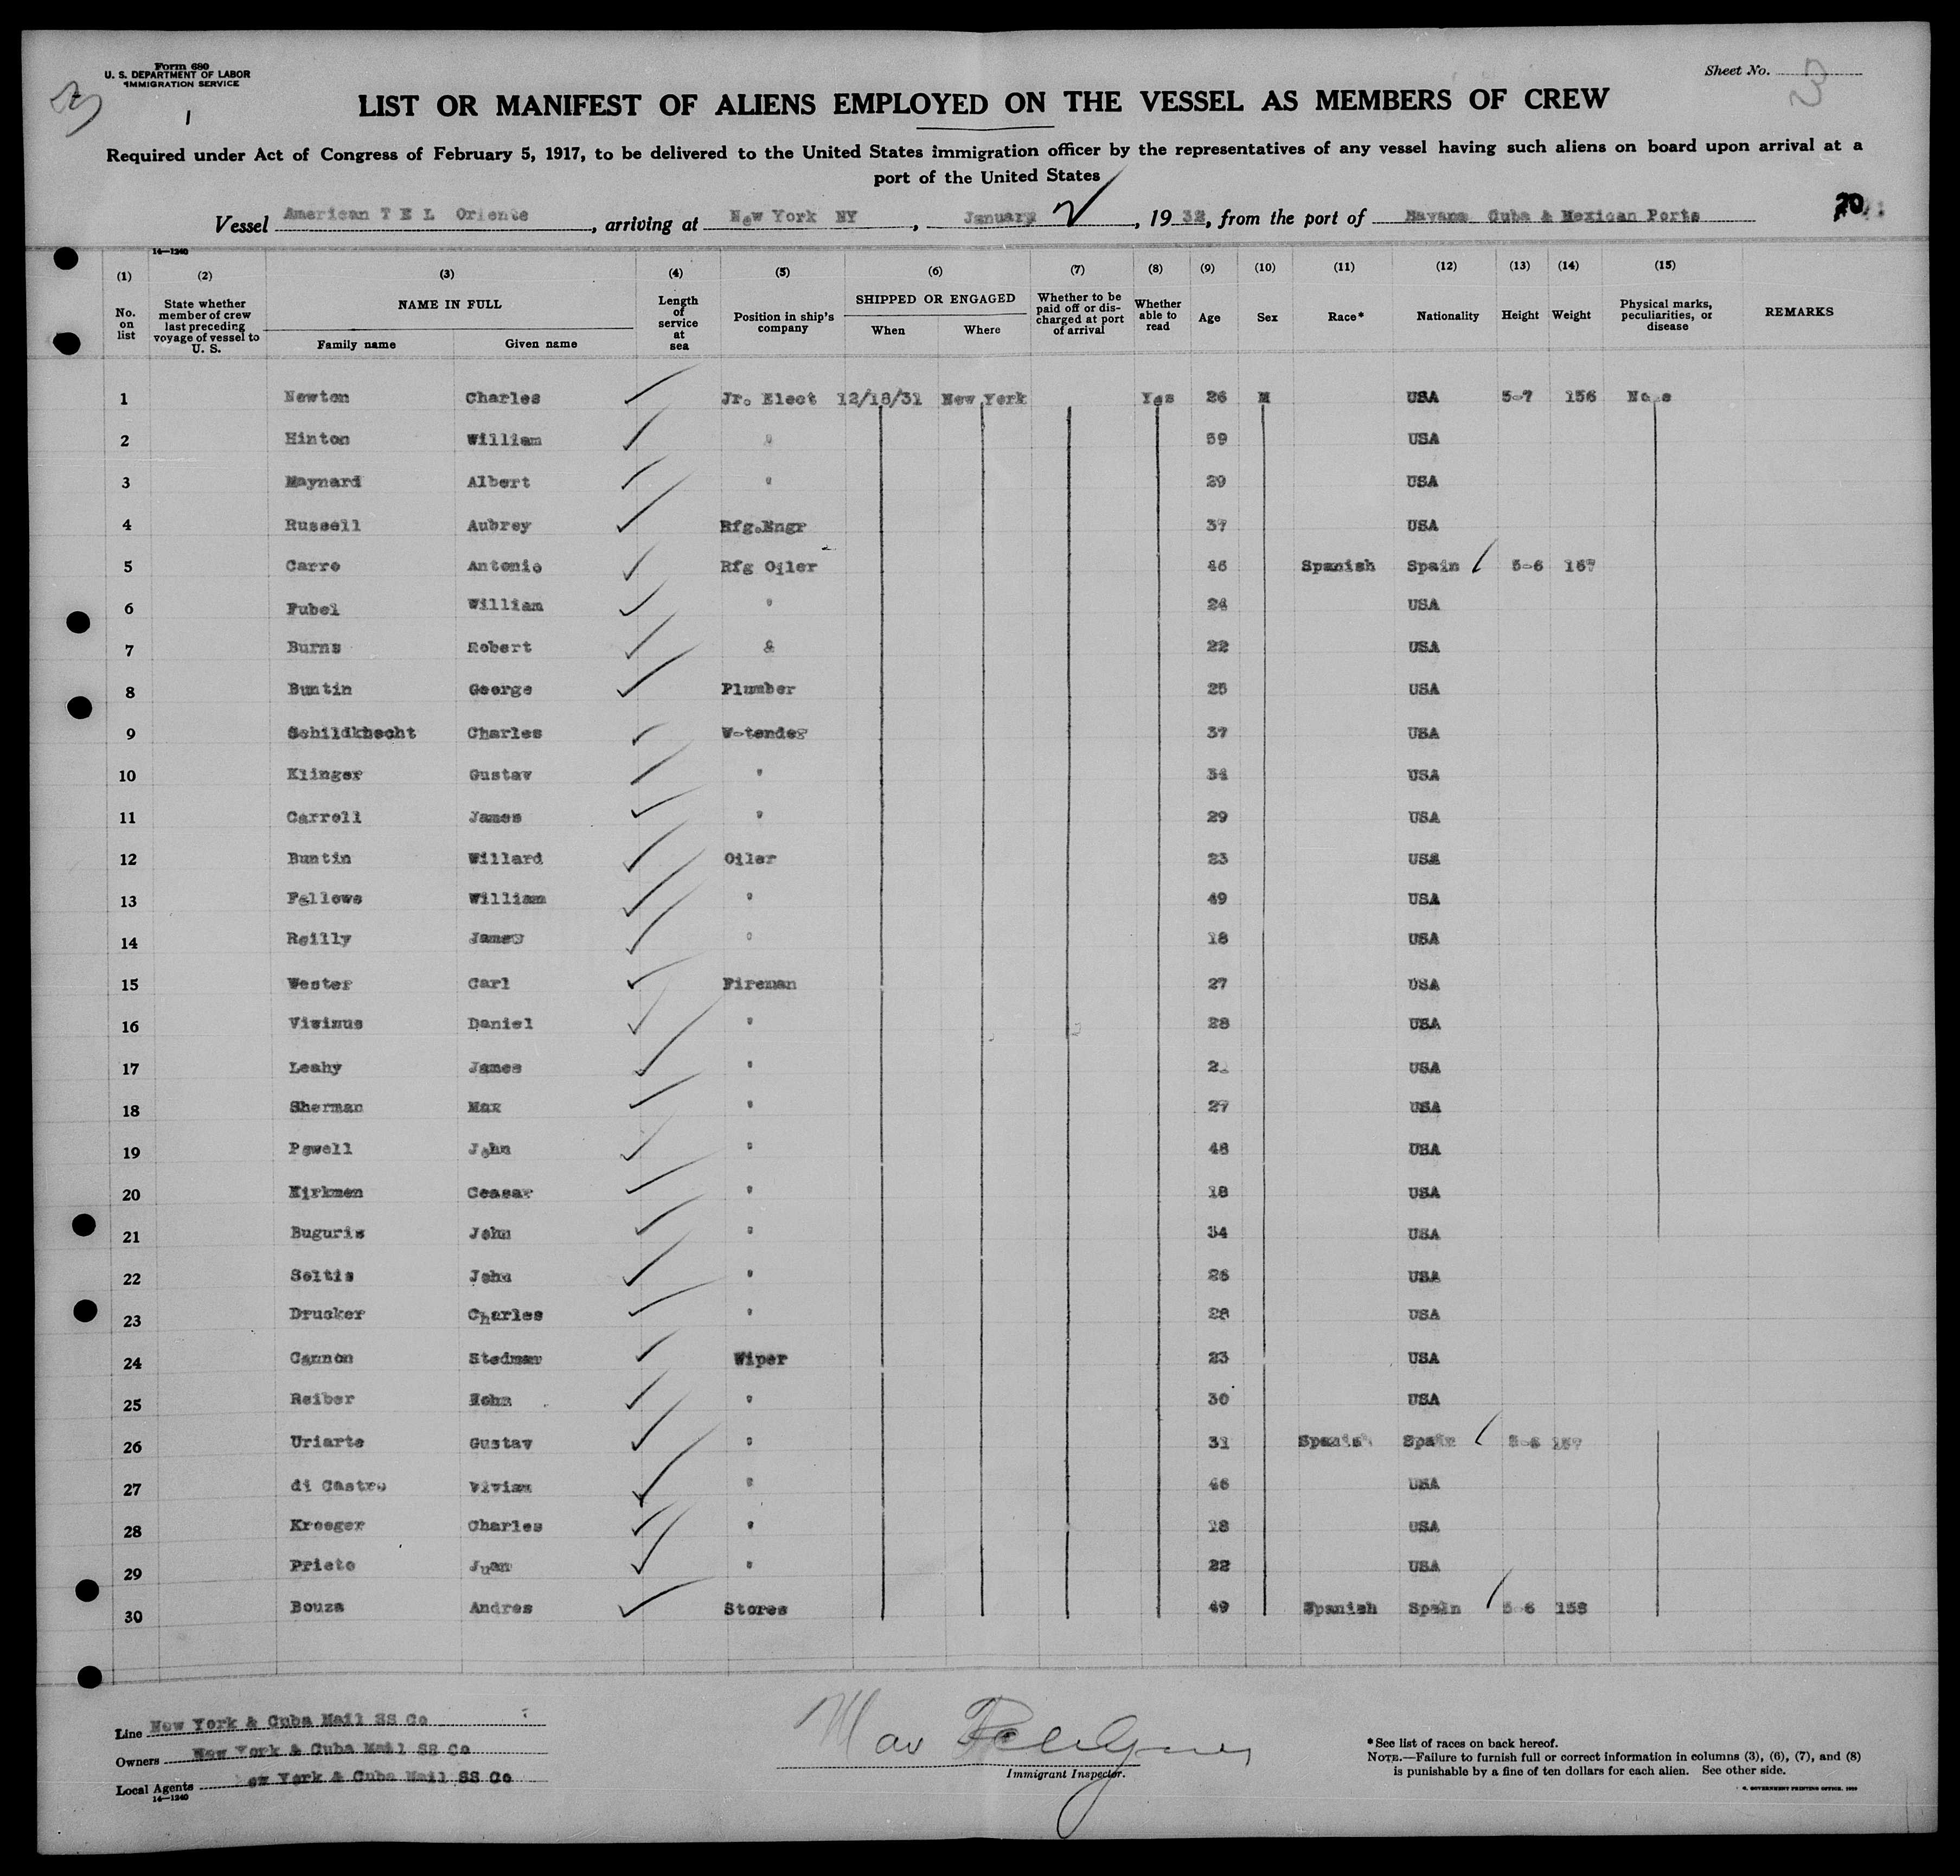 Form 680
U. S. DEPARTMENT OF LABOR
IMMIGRATION SERVICE
Sheet No. 3
3
1
LIST OR MANIFEST OF ALIENS EMPLOYED ON THE VESSEL AS MEMBERS OF CREW
Required under Act of Congress of February 5, 1917, to be delivered to the United States immigration officer by the representatives of any vessel having such aliens on board upon arrival at a
port of the United States
Vessel American T E L Oriente, arriving at New York NY, January 2, 1932, from the port of Havana Cuba & Mexican Ports
20
14—1240
(1) (2) (3) (4) (5) (6) (7) (8) (9) (10) (11) (12) (13) (14) (15)
No. on list State whether member of crew last preceding voyage of vessel to U. S. NAME IN FULL Family name Given name Length of service at sea Position in ship's company SHIPPED OR ENGAGED When Where Whether to be paid off or discharged at port of arrival Whether able to read Age Sex Race* Nationality Height Weight Physical marks, peculiarities, or disease REMARKS
1 Newton Charles Jr. Elect 12/18/31 New York Yes 26 M USA 5-7 156
2 Hinton William " 59 USA
3 Maynard Albert " 29 USA
4 Russell Aubrey Rfg.Engr 37 USA
5 Carro Antonio Rfg Oiler 46 Spanish Spain 5-6 167
6 Fubel William " 24 USA
7 Burns Robert & 22 USA
8 Buntin George Plumber 25 USA
9 Schildkhecht Charles W-tender 37 USA
10 Klinger Gustav " 34 USA
11 Carroll James " 29 USA
12 Buntin Willard Oiler 23 USA
13 Fellows William " 49 USA
14 Reilly James " 18 USA
15 Wester Carl Fireman 27 USA
16 Vivimus Daniel " 28 USA
17 Leahy James " USA
18 Sherman Max " 27 USA
19 Powell John " 48 USA
20 Kirkmen Ceasar " 18 USA
21 Buguris John " 34 USA
22 Soltis John " 26 USA
23 Drucker Charles " 28 USA
24 Cannon Stedman Wiper 23 USA
25 Reiber John " 30 USA
26 Uriarte Gustav " 31 Spanish Spain 157
27 di Castro Vivian " 46 USA
28 Kroeger Charles " 18 USA
29 Prieto Juan " 22 USA
30 Bouza Andres Stores 49 Spanish Spain 5-6 158
Line New York & Cuba Mail SS Co
Owners New York & Cuba Mail SS Co
Local Agents New York & Cuba Mail SS Co
14—1240
Max
Immigrant Inspector.
*See list of races on back hereof.
NOTE.—Failure to furnish full or correct information in columns (3), (6), (7), and (8)
is punishable by a fine of ten dollars for each alien. See other side.